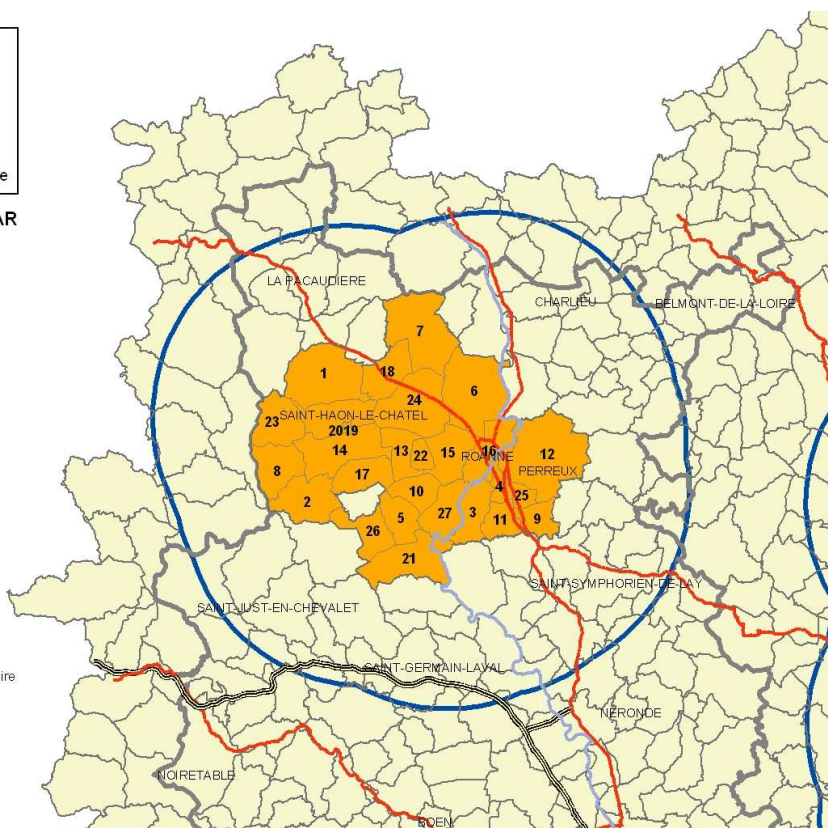 e
AR
LA PACAUDIERE
CHARLIEU
BELMONT-DE-LA-LOIRE
7
1
18
6
24
23
SAINT-HAON-LE-CHATEL
2019
14
13
22
15
16
ROANNE
12
PERREUX
8
17
10
4
25
2
5
27
3
11
9
26
21
SAINT-SYMPHORIEN-DE-LAY
SAINT-JUST-EN-CHEVALET
SAINT-GERMAIN-LAVAL
ire
NERONDE
NOIRETABLE
BOEN